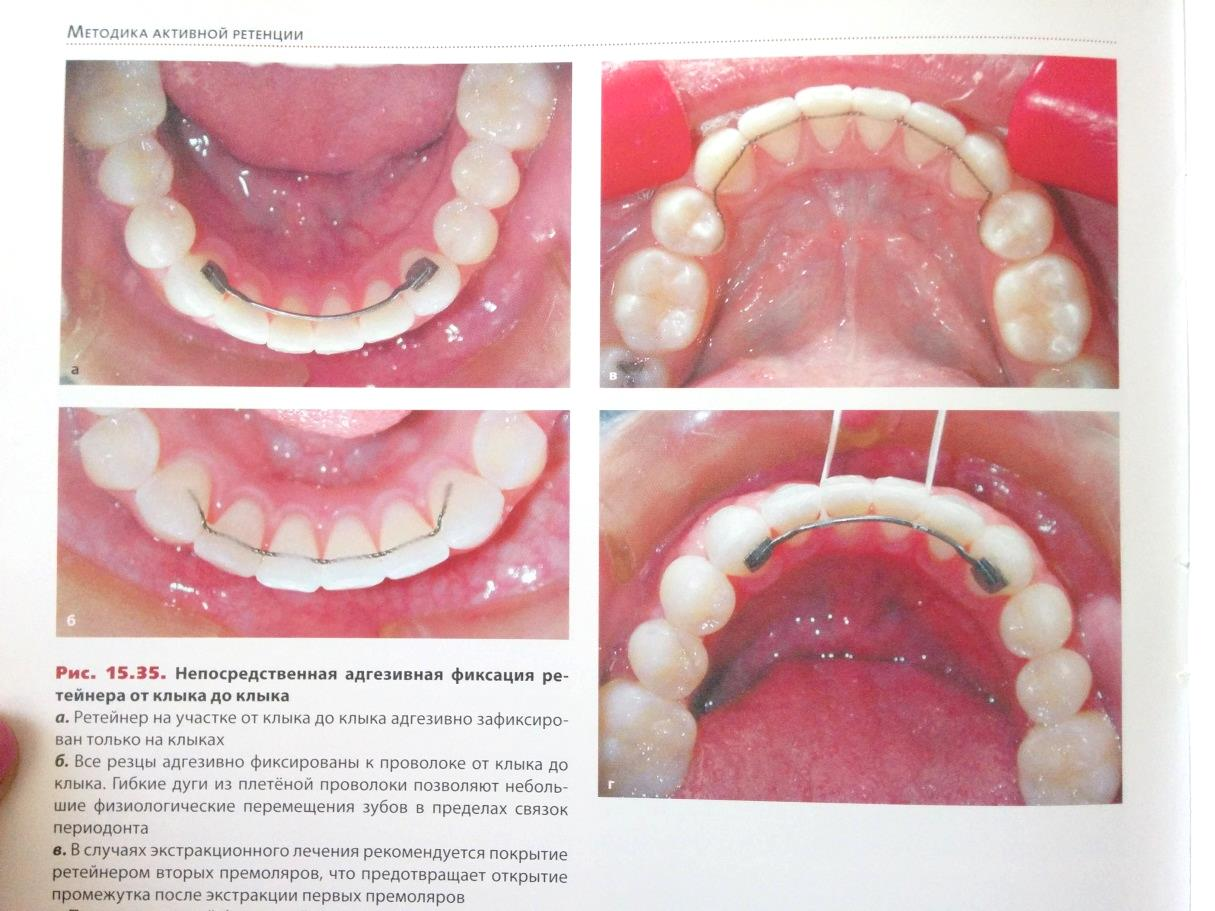 Методика активной ретенции
а
в
б
г
Рис. 15.35. Непосредственная адгезивная фиксация ре-
тейнера от клыка до клыка
а. Ретейнер на участке от клыка до клыка адгезивно зафиксиро-
ван только на клыках
б. Все резцы адгезивно фиксированы к проволоке от клыка до
клыка. Гибкие дуги из плетёной проволоки позволяют неболь-
шие физиологические перемещения зубов в пределах связок
периодонта
в. В случаях экстракционного лечения рекомендуется покрытие
ретейнером вторых премоляров, что предотвращает открытие
промежутка после экстракции первых премоляров